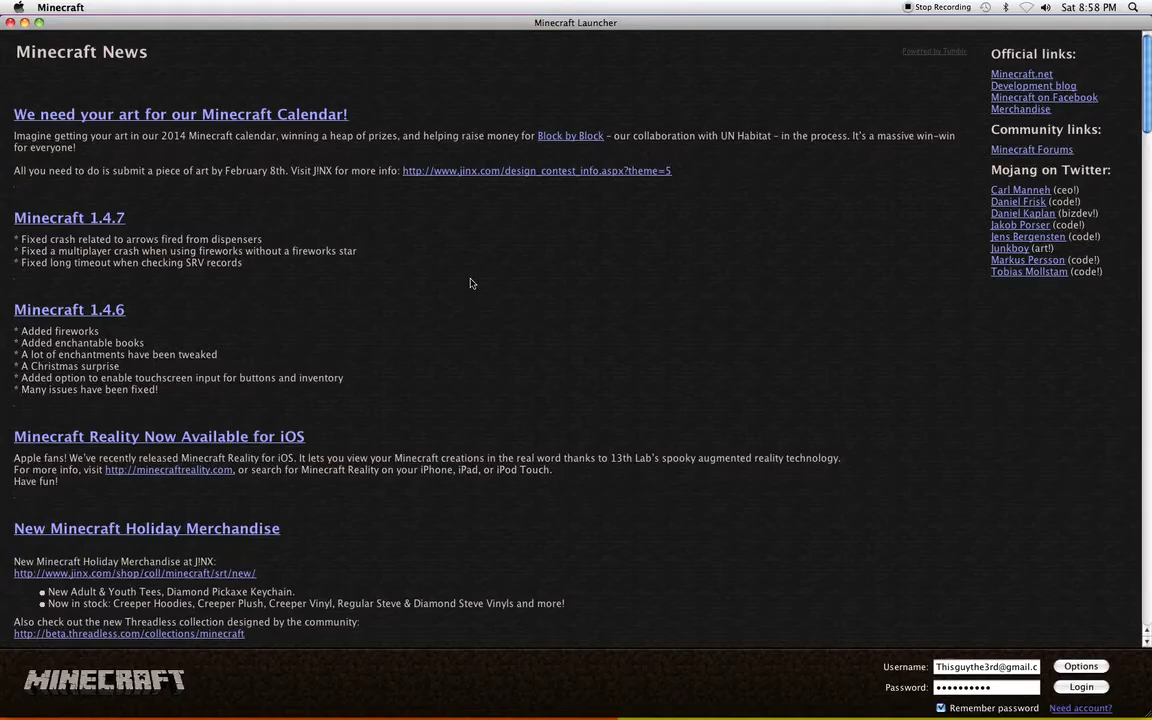 Minecraft
Stop Recording
Sat 8:58 PM
Minecraft Launcher
Minecraft News
Powered by Tumblr
We need your art for our Minecraft Calendar!
Imagine getting your art in our 2014 Minecraft calendar, winning a heap of prizes, and helping raise money for Block by Block – our collaboration with UN Habitat – in the process. It's a massive win-win
for everyone!
All you need to do is submit a piece of art by February 8th. Visit J!NX for more info: http://www.jinx.com/design_contest_info.aspx?theme=5
Minecraft 1.4.7
* Fixed crash related to arrows fired from dispensers
* Fixed a multiplayer crash when using fireworks without a fireworks star
* Fixed long timeout when checking SRV records
Minecraft 1.4.6
* Added fireworks
* Added enchantable books
* A lot of enchantments have been tweaked
* A Christmas surprise
* Added option to enable touchscreen input for buttons and inventory
* Many issues have been fixed!
Minecraft Reality Now Available for iOS
Apple fans! We've recently released Minecraft Reality for iOS. It lets you view your Minecraft creations in the real word thanks to 13th Lab's spooky augmented reality technology.
For more info, visit http://minecraftreality.com, or search for Minecraft Reality on your iPhone, iPad, or iPod Touch.
Have fun!
New Minecraft Holiday Merchandise
New Minecraft Holiday Merchandise at J!NX:
http://www.jinx.com/shop/coll/minecraft/srt/new/
New Adult & Youth Tees, Diamond Pickaxe Keychain.
Now in stock: Creeper Hoodies, Creeper Plush, Creeper Vinyl, Regular Steve & Diamond Steve Vinyls and more!
Also check out the new Threadless collection designed by the community:
http://beta.threadless.com/collections/minecraft
Official links:
Minecraft.net
Development blog
Minecraft on Facebook
Merchandise
Community links:
Minecraft Forums
Mojang on Twitter:
Carl Manneh (ceo!)
Daniel Frisk (code!)
Daniel Kaplan (bizdev!)
Jakob Porser (code!)
Jens Bergensten (code!)
Junkboy (art!)
Markus Persson (code!)
Tobias Mollstam (code!)
MINECRAFT
Username: Thisguythe3rd@gmail.c
Options
Password: ••••••••••
Login
Remember password
Need account?